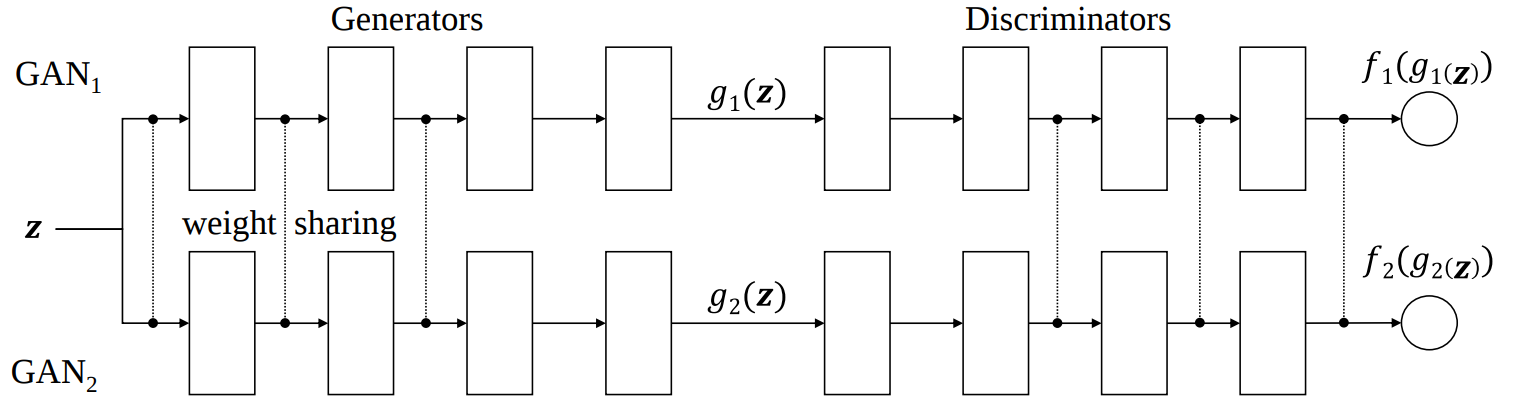 Generators
Discriminators
GAN₁
g₁(z)
f₁(g₁(z))
z
weight sharing
g₂(z)
f₂(g₂(z))
GAN₂